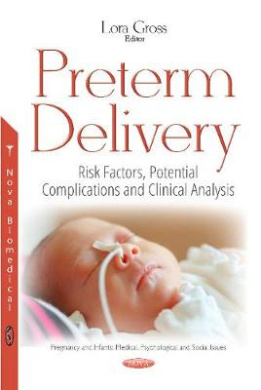 Lora Gross
Editor
Preterm
Delivery
Risk Factors, Potential
Complications and Clinical Analysis
Nova Biomedical
Pregnancy and Infants: Medical, Psychological and Social Issues
NOVA